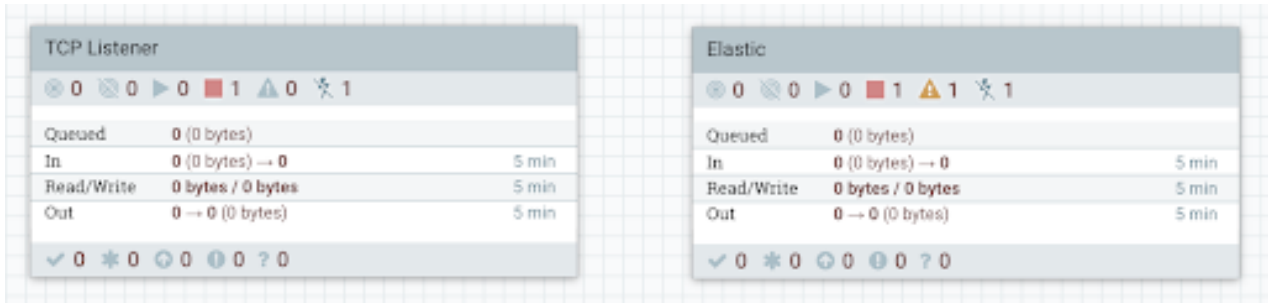 TCP Listener
0 0 0 1 0 1
Queued 0 (0 bytes)
In 0 (0 bytes) → 0 5 min
Read/Write 0 bytes / 0 bytes 5 min
Out 0 → 0 (0 bytes) 5 min
0 0 0 0 ? 0
Elastic
0 0 0 1 1 1
Queued 0 (0 bytes)
In 0 (0 bytes) → 0 5 min
Read/Write 0 bytes / 0 bytes 5 min
Out 0 → 0 (0 bytes) 5 min
0 0 0 0 ? 0